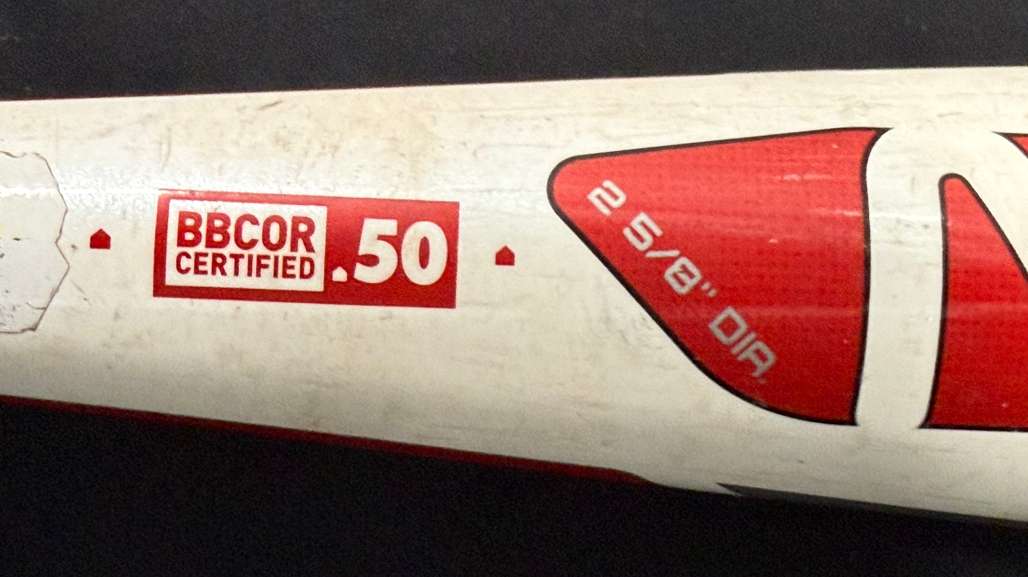 BBCOR
CERTIFIED
.50
2 5/8" DIA.